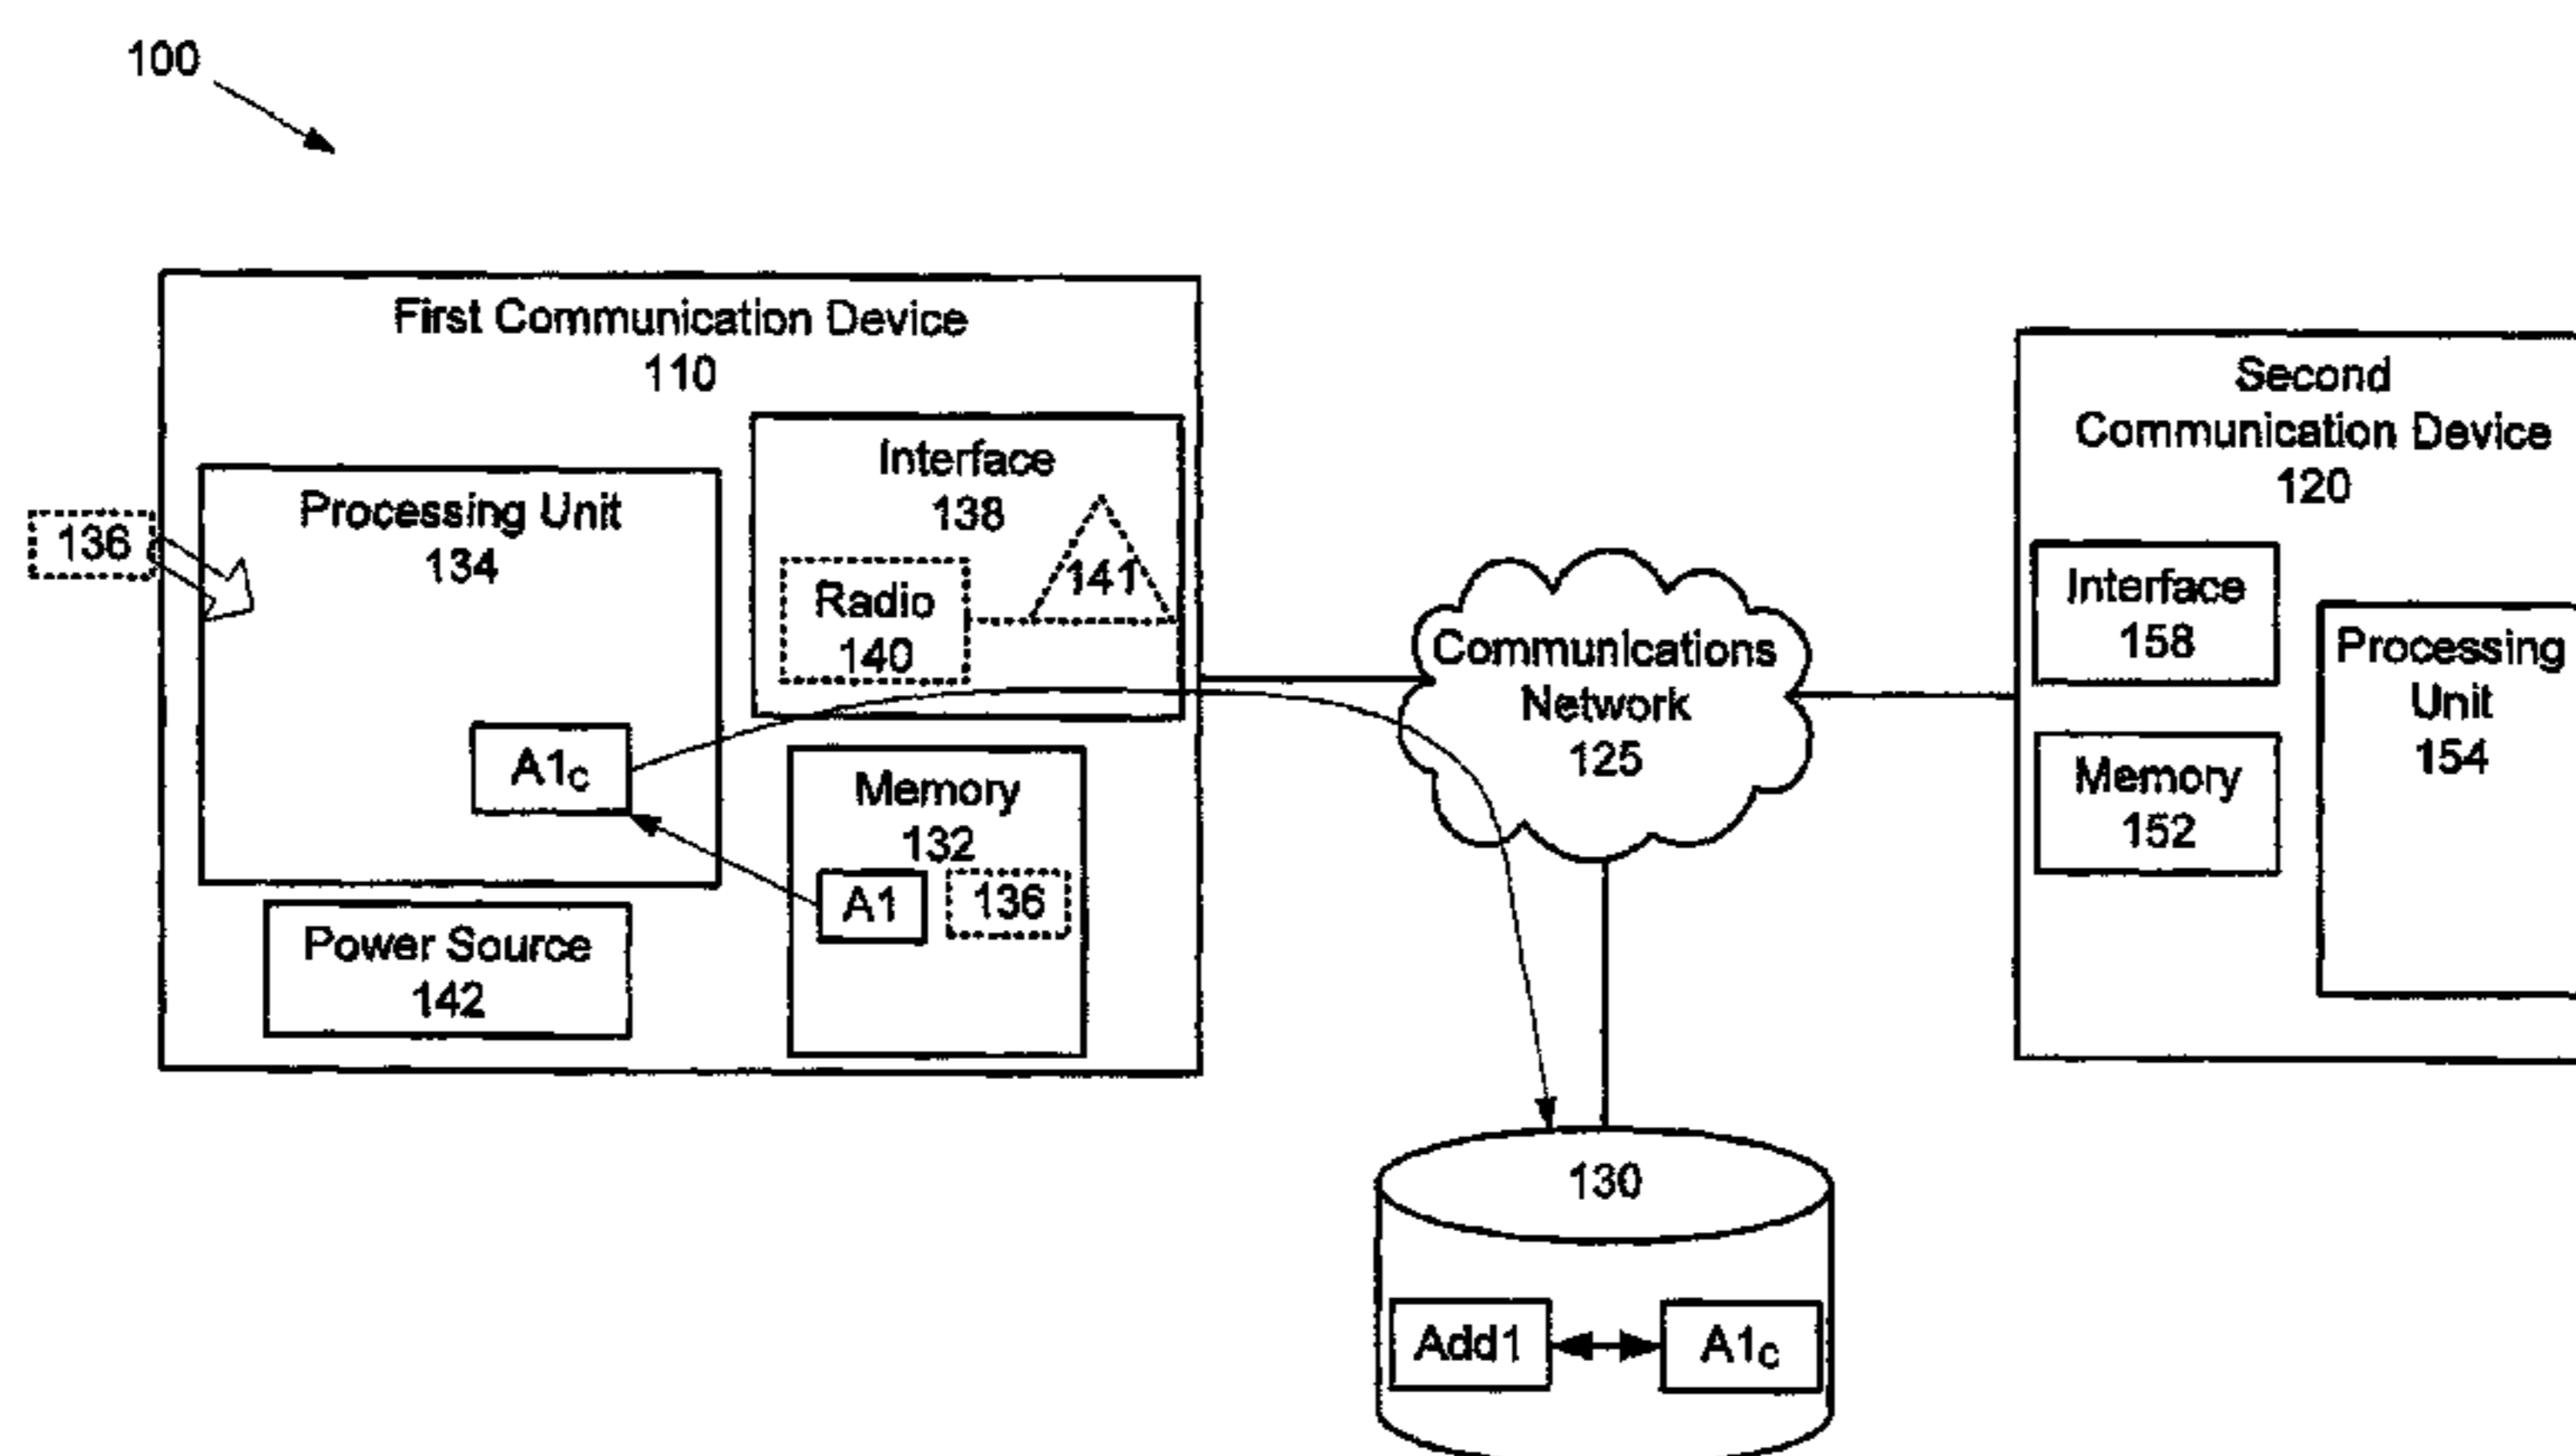 100
First Communication Device
110
Processing Unit
134
136
Interface
138
141
Radio
140
A1c
Memory
132
A1
136
Power Source
142
Communications
Network
125
Second
Communication Device
120
Interface
158
Memory
152
Processing
Unit
154
130
Add1
A1c